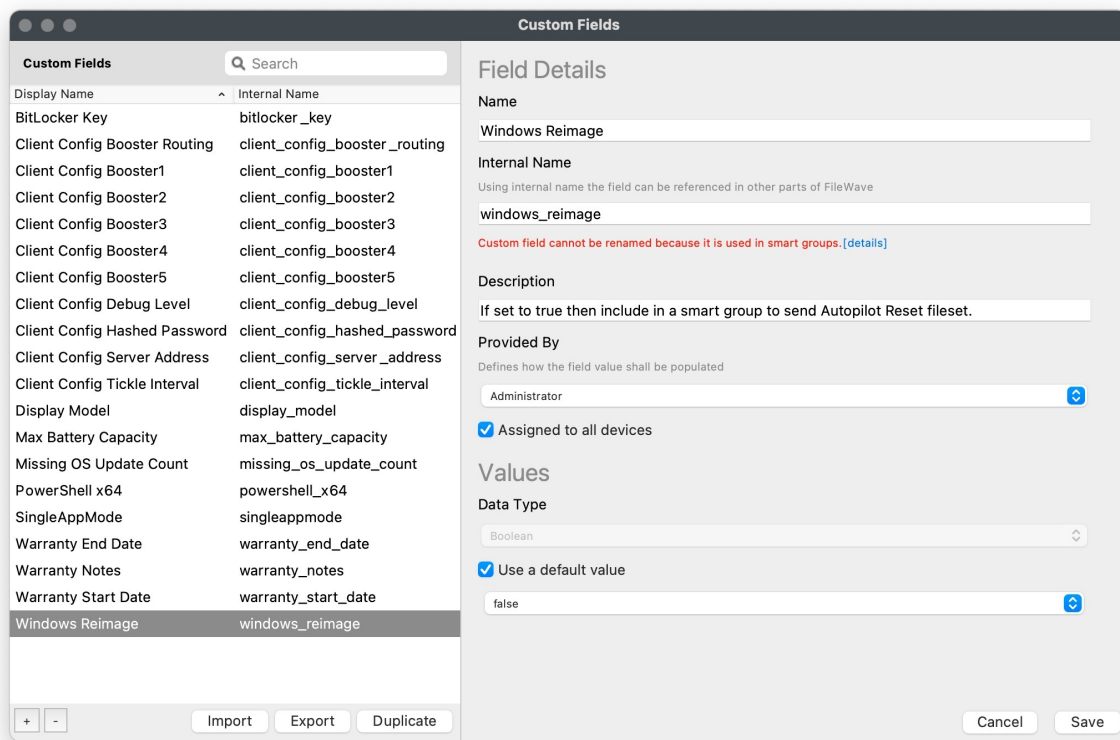 Custom Fields
Custom Fields
Search
Display Name Internal Name
BitLocker Key bitlocker_key
Client Config Booster Routing client_config_booster_routing
Client Config Booster1 client_config_booster1
Client Config Booster2 client_config_booster2
Client Config Booster3 client_config_booster3
Client Config Booster4 client_config_booster4
Client Config Booster5 client_config_booster5
Client Config Debug Level client_config_debug_level
Client Config Hashed Password client_config_hashed_password
Client Config Server Address client_config_server_address
Client Config Tickle Interval client_config_tickle_interval
Display Model display_model
Max Battery Capacity max_battery_capacity
Missing OS Update Count missing_os_update_count
PowerShell x64 powershell_x64
SingleAppMode singleappmode
Warranty End Date warranty_end_date
Warranty Notes warranty_notes
Warranty Start Date warranty_start_date
Windows Reimage windows_reimage
+ - Import Export Duplicate
Field Details
Name
Windows Reimage
Internal Name
Using internal name the field can be referenced in other parts of FileWave
windows_reimage
Custom field cannot be renamed because it is used in smart groups.[details]
Description
If set to true then include in a smart group to send Autopilot Reset fileset.
Provided By
Defines how the field value shall be populated
Administrator
Assigned to all devices
Values
Data Type
Boolean
Use a default value
false
Cancel Save